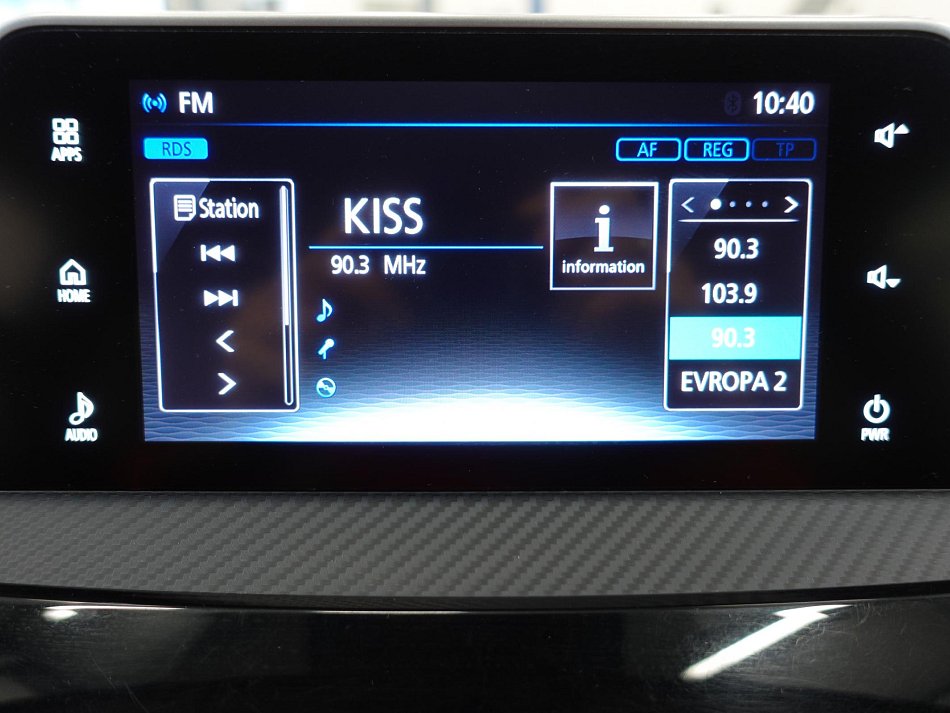 FM
10:40
RDS
AF REG TP
APPS
Station
KISS
90.3 MHz
information
90.3
103.9
90.3
EVROPA 2
HOME
AUDIO
PWR